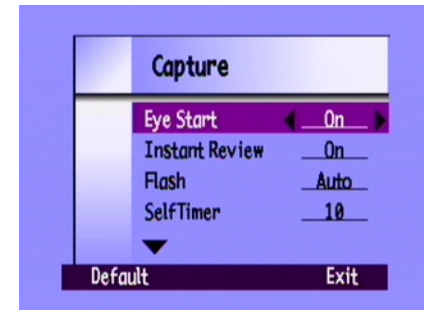 Capture
Eye Start On
Instant Review On
Flash Auto
SelfTimer 10
Default Exit